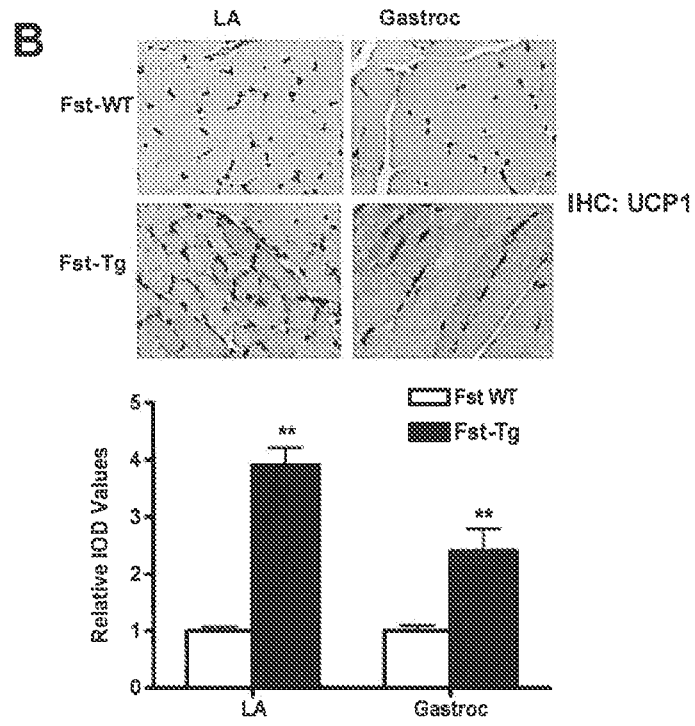 B
LA Gastroc
Fst-WT
IHC: UCP1
Fst-Tg
Fst WT
Fst-Tg
Relative IOD Values
5
4
3
2
1
0
**
**
LA Gastroc